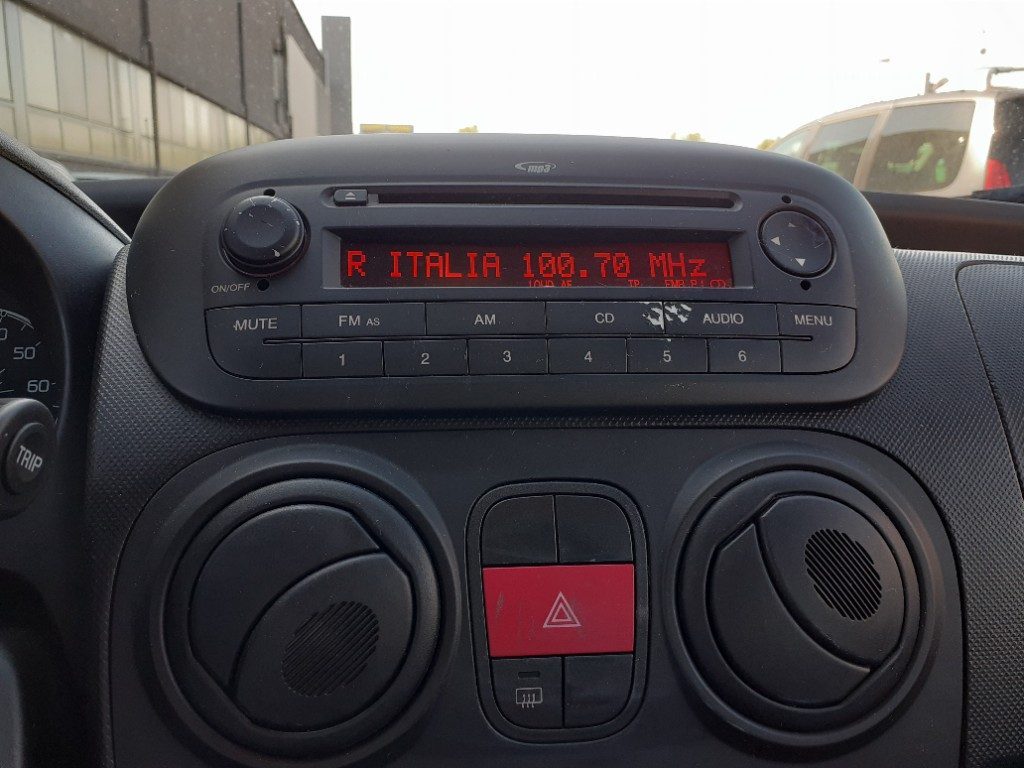 mp3
R ITALIA 100.70 MHz
ON/OFF
MUTE
FM AS
AM
CD
AUDIO
MENU
1
2
3
4
5
6
50
60
TRIP